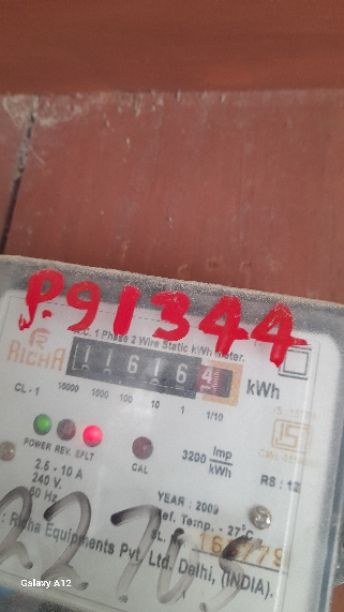 P.91344
A.C. 1 Phase 2 Wire Static kWh Meter.
RICHA
11616 4 kWh
CL - 1 10000 1000 100 10 1 1/10
POWER REV. EFLT
CAL
3200 Imp/kWh
2.5 - 10 A
240 V.
50 Hz
RS : 12
YEAR : 2009
Ref. Temp. - 27°C
SL.
Richa Equipments Pvt. Ltd. Delhi, (INDIA).
Galaxy A12